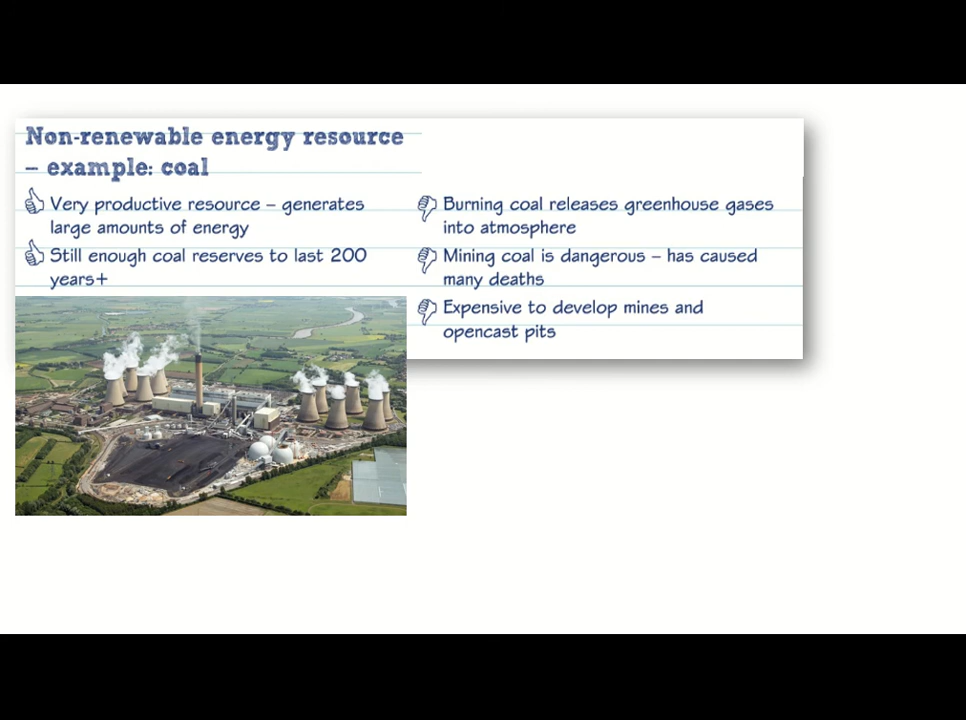 Non-renewable energy resource
– example: coal
Very productive resource – generates
large amounts of energy
Still enough coal reserves to last 200
years+
Burning coal releases greenhouse gases
into atmosphere
Mining coal is dangerous – has caused
many deaths
Expensive to develop mines and
opencast pits